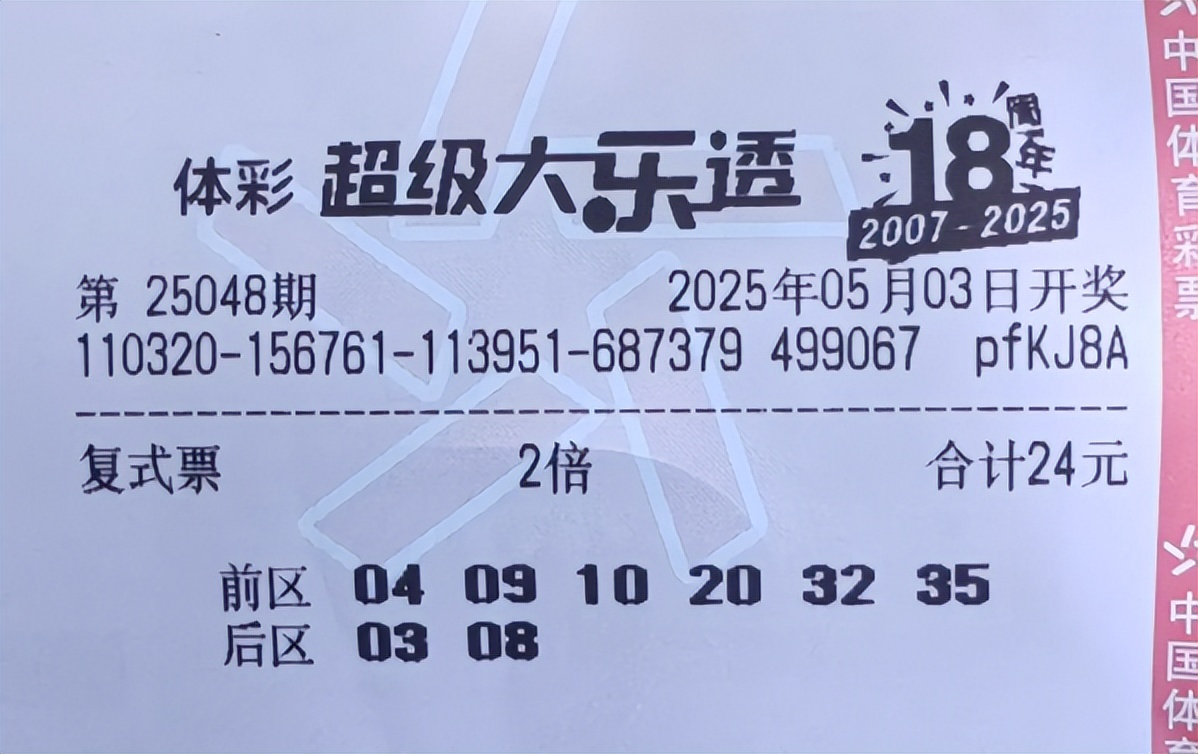 体彩 超级大乐透 18周年
2007-2025
第 25048期 2025年05月03日开奖
110320-156761-113951-687379 499067 pfKJ8A
复式票 2倍 合计24元
前区 04 09 10 20 32 35
后区 03 08
中国体育彩票
中国体育